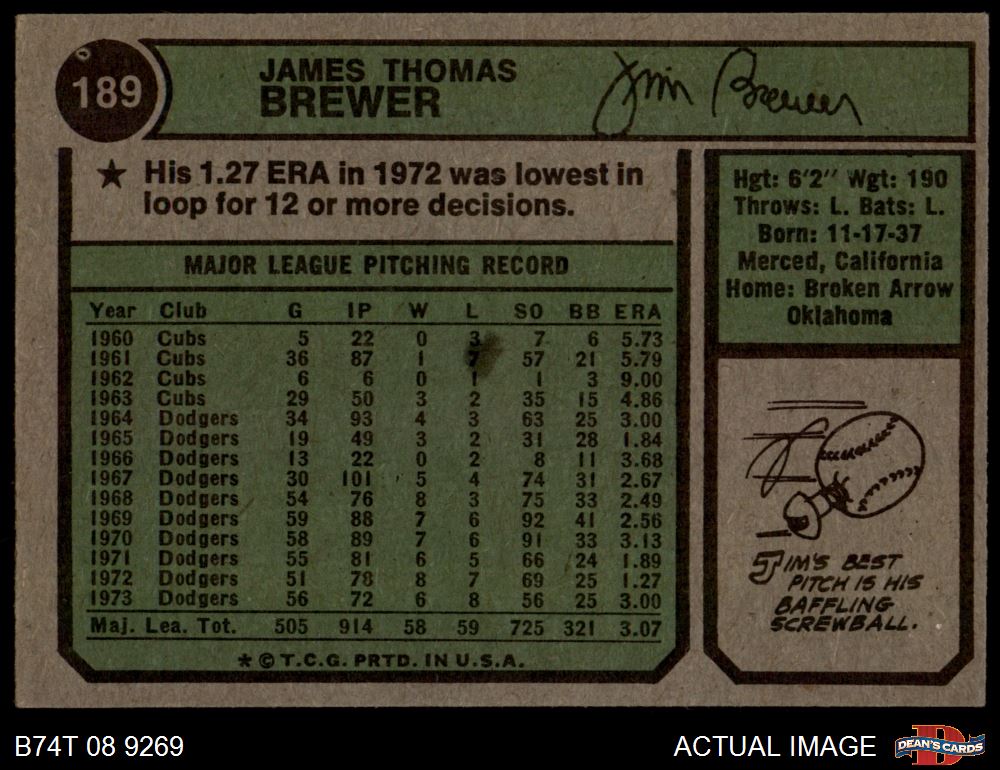 189
JAMES THOMAS
BREWER
Jim Brewer
★ His 1.27 ERA in 1972 was lowest in
loop for 12 or more decisions.
MAJOR LEAGUE PITCHING RECORD
Year Club G IP W L SO BB ERA
1960 Cubs 5 22 0 3 7 6 5.73
1961 Cubs 36 87 1 7 57 21 5.79
1962 Cubs 6 6 0 1 1 3 9.00
1963 Cubs 29 50 3 2 35 15 4.86
1964 Dodgers 34 93 4 3 63 25 3.00
1965 Dodgers 19 49 3 2 31 28 1.84
1966 Dodgers 13 22 0 2 8 11 3.68
1967 Dodgers 30 101 5 4 74 31 2.67
1968 Dodgers 54 76 8 3 75 33 2.49
1969 Dodgers 59 88 7 6 92 41 2.56
1970 Dodgers 58 89 7 6 91 33 3.13
1971 Dodgers 55 81 6 5 66 24 1.89
1972 Dodgers 51 78 8 7 69 25 1.27
1973 Dodgers 56 72 6 8 56 25 3.00
Maj. Lea. Tot. 505 914 58 59 725 321 3.07
* © T.C.G. PRTD. IN U.S.A.
Hgt: 6'2" Wgt: 190
Throws: L. Bats: L.
Born: 11-17-37
Merced, California
Home: Broken Arrow
Oklahoma
JIM'S BEST
PITCH IS HIS
BAFFLING
SCREWBALL.
B74T 08 9269
ACTUAL IMAGE
DEAN'S CARDS